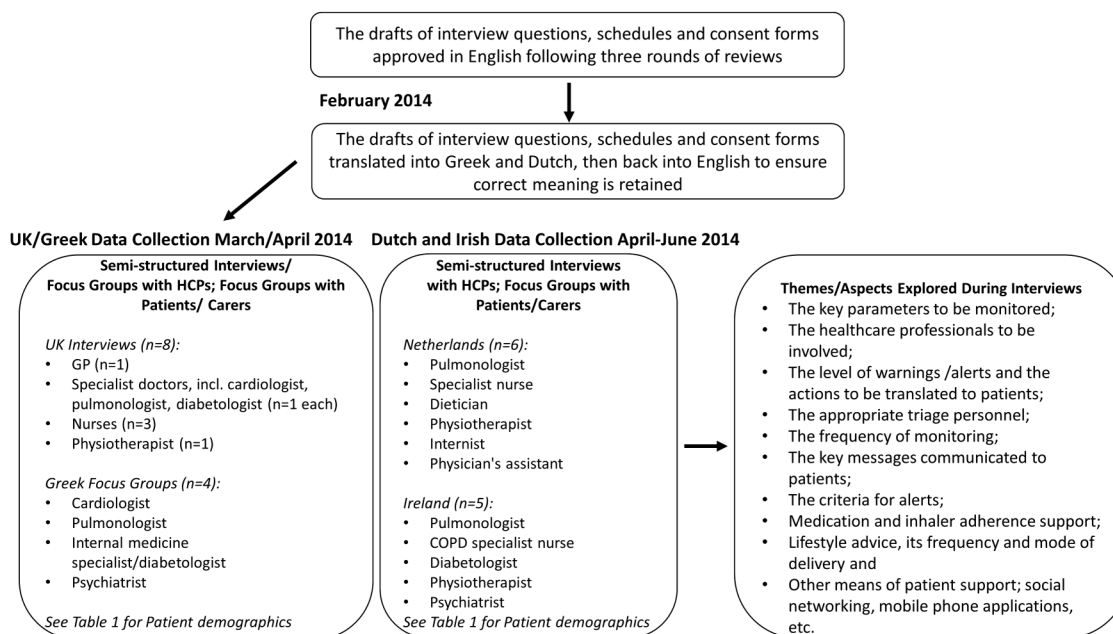 The drafts of interview questions, schedules and consent forms
approved in English following three rounds of reviews
February 2014
The drafts of interview questions, schedules and consent forms
translated into Greek and Dutch, then back into English to ensure
correct meaning is retained
UK/Greek Data Collection March/April 2014
Semi-structured Interviews/
Focus Groups with HCPs; Focus Groups with
Patients/ Carers
UK Interviews (n=8):
• GP (n=1)
• Specialist doctors, incl. cardiologist,
pulmonologist, diabetologist (n=1 each)
• Nurses (n=3)
• Physiotherapist (n=1)
Greek Focus Groups (n=4):
• Cardiologist
• Pulmonologist
• Internal medicine
specialist/diabetologist
• Psychiatrist
See Table 1 for Patient demographics
Dutch and Irish Data Collection April-June 2014
Semi-structured Interviews
with HCPs; Focus Groups with
Patients/Carers
Netherlands (n=6):
• Pulmonologist
• Specialist nurse
• Dietician
• Physiotherapist
• Internist
• Physician's assistant
Ireland (n=5):
• Pulmonologist
• COPD specialist nurse
• Diabetologist
• Physiotherapist
• Psychiatrist
See Table 1 for Patient demographics
Themes/Aspects Explored During Interviews
• The key parameters to be monitored;
• The healthcare professionals to be
involved;
• The level of warnings /alerts and the
actions to be translated to patients;
• The appropriate triage personnel;
• The frequency of monitoring;
• The key messages communicated to
patients;
• The criteria for alerts;
• Medication and inhaler adherence support;
• Lifestyle advice, its frequency and mode of
delivery and
• Other means of patient support; social
networking, mobile phone applications,
etc.